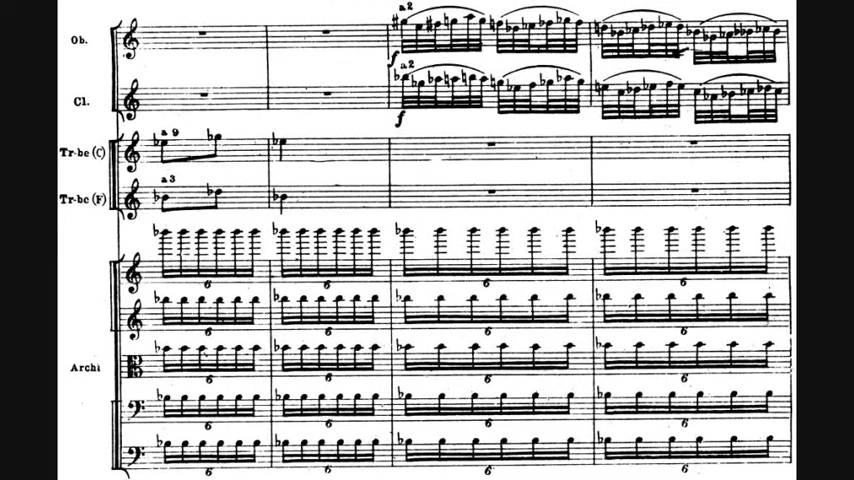 a2
Ob.
f
a2
Cl.
f
a 9
Tr-be (C)
a 3
Tr-be (F)
6 6 6 6
6 6 6 6
Archi
6 6 6 6
6 6 6 6
6 6 6 6